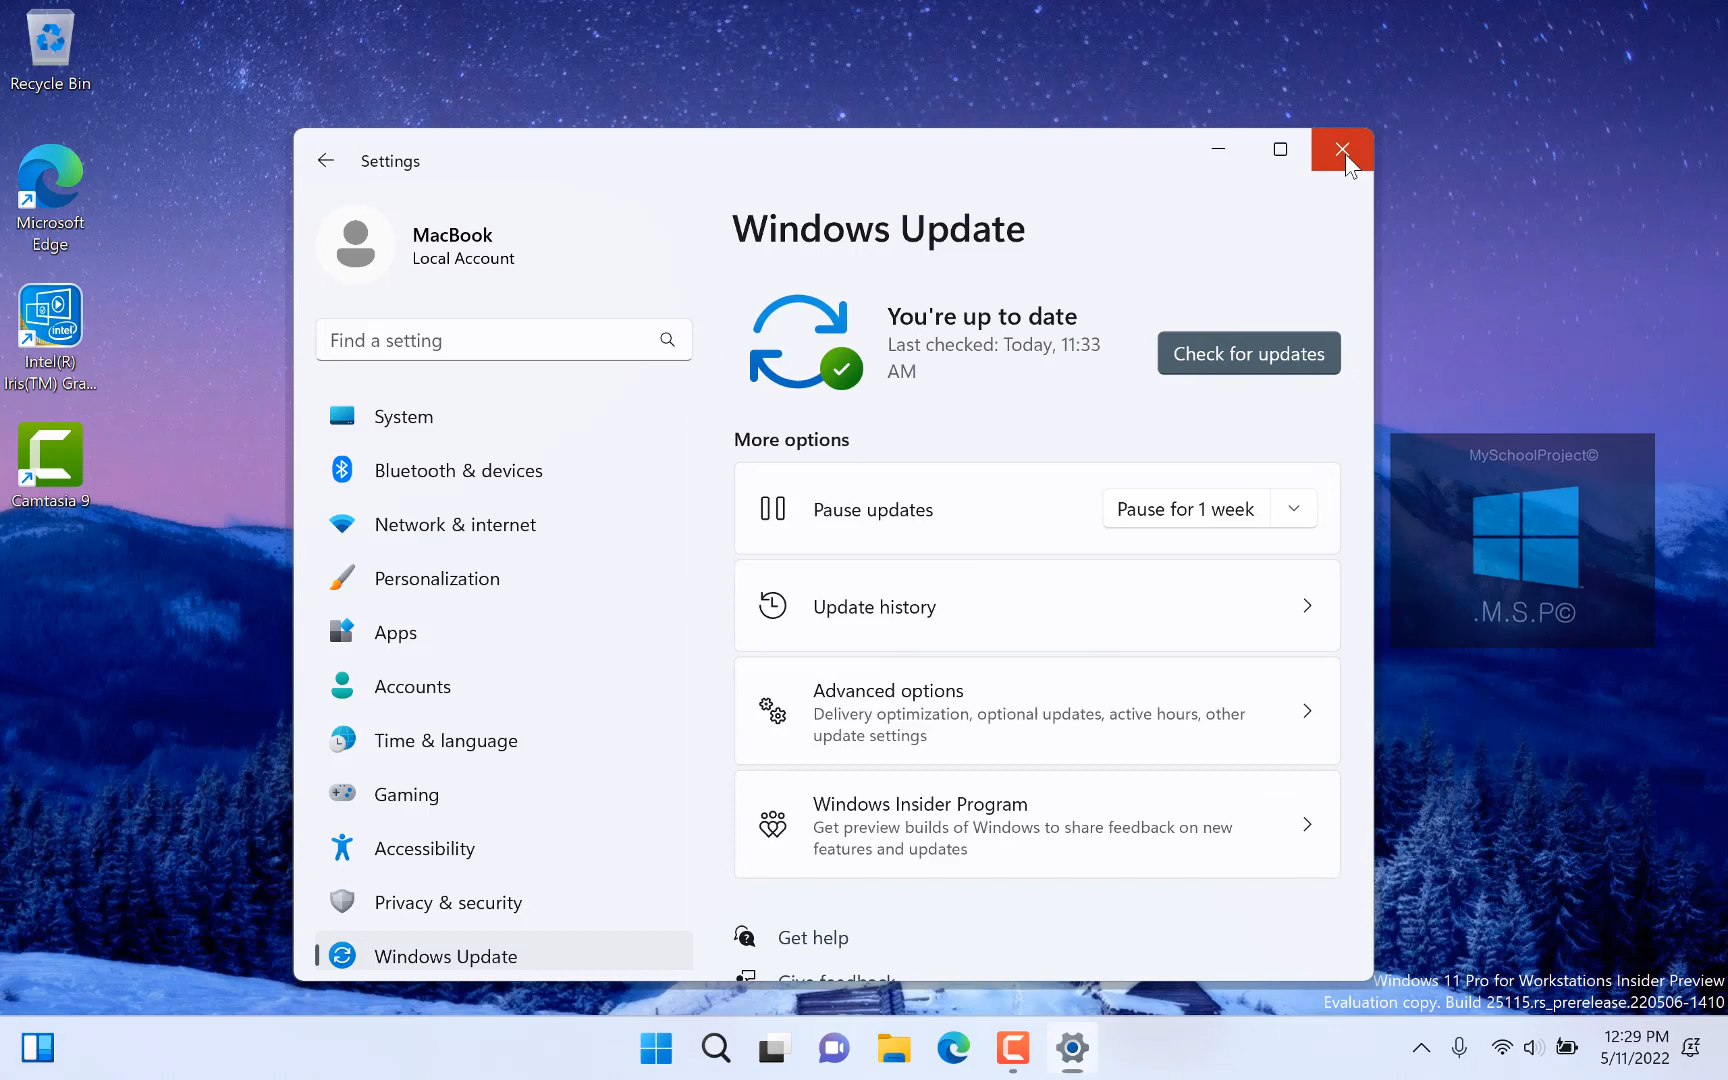 Recycle Bin
Microsoft
Edge
intel
Intel(R)
Iris(TM) Gra...
Camtasia 9
Settings
MacBook
Local Account
Find a setting
System
Bluetooth & devices
Network & internet
Personalization
Apps
Accounts
Time & language
Gaming
Accessibility
Privacy & security
Windows Update
Windows Update
You're up to date
Last checked: Today, 11:33
AM
Check for updates
More options
Pause updates
Pause for 1 week
Update history
Advanced options
Delivery optimization, optional updates, active hours, other
update settings
Windows Insider Program
Get preview builds of Windows to share feedback on new
features and updates
Get help
Give feedback
MySchoolProject©
.M.S.P©
Windows 11 Pro for Workstations Insider Preview
Evaluation copy. Build 25115.rs_prerelease.220506-1410
12:29 PM
5/11/2022